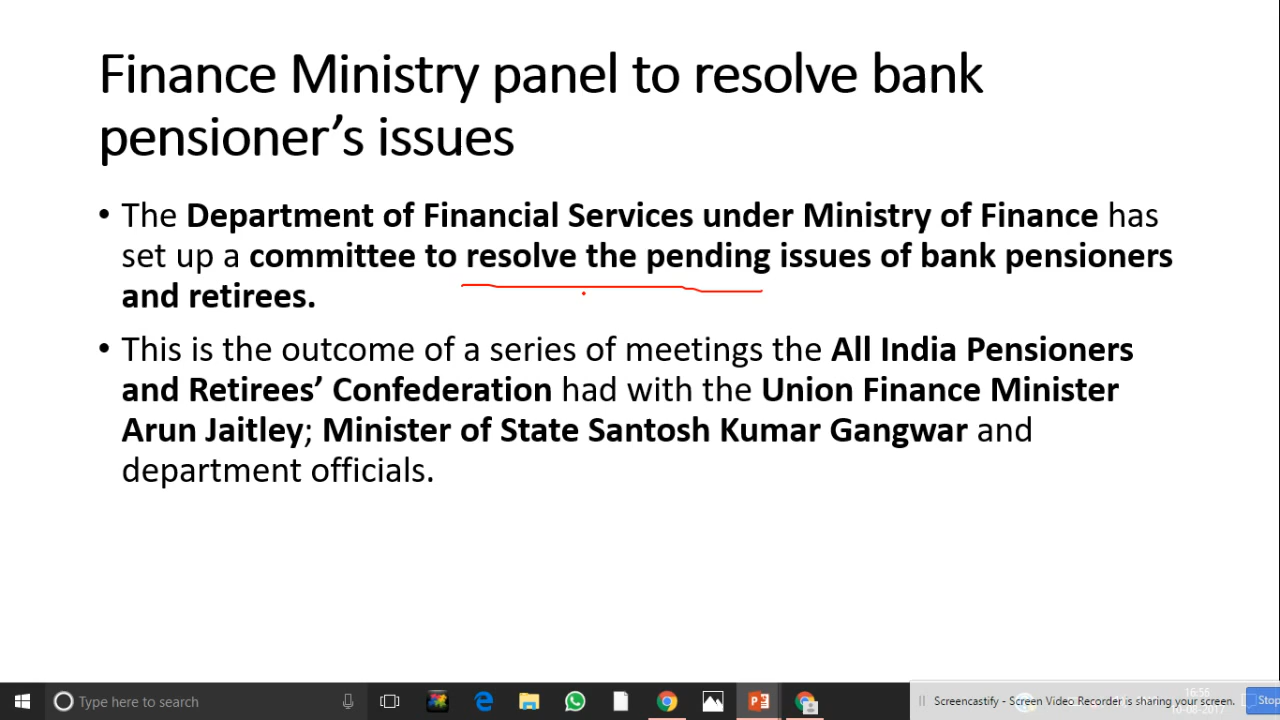 Finance Ministry panel to resolve bank
pensioner’s issues
• The Department of Financial Services under Ministry of Finance has
set up a committee to resolve the pending issues of bank pensioners
and retirees.
• This is the outcome of a series of meetings the All India Pensioners
and Retirees’ Confederation had with the Union Finance Minister
Arun Jaitley; Minister of State Santosh Kumar Gangwar and
department officials.
Type here to search
Screencastify - Screen Video Recorder is sharing your screen.
Stop
16:56